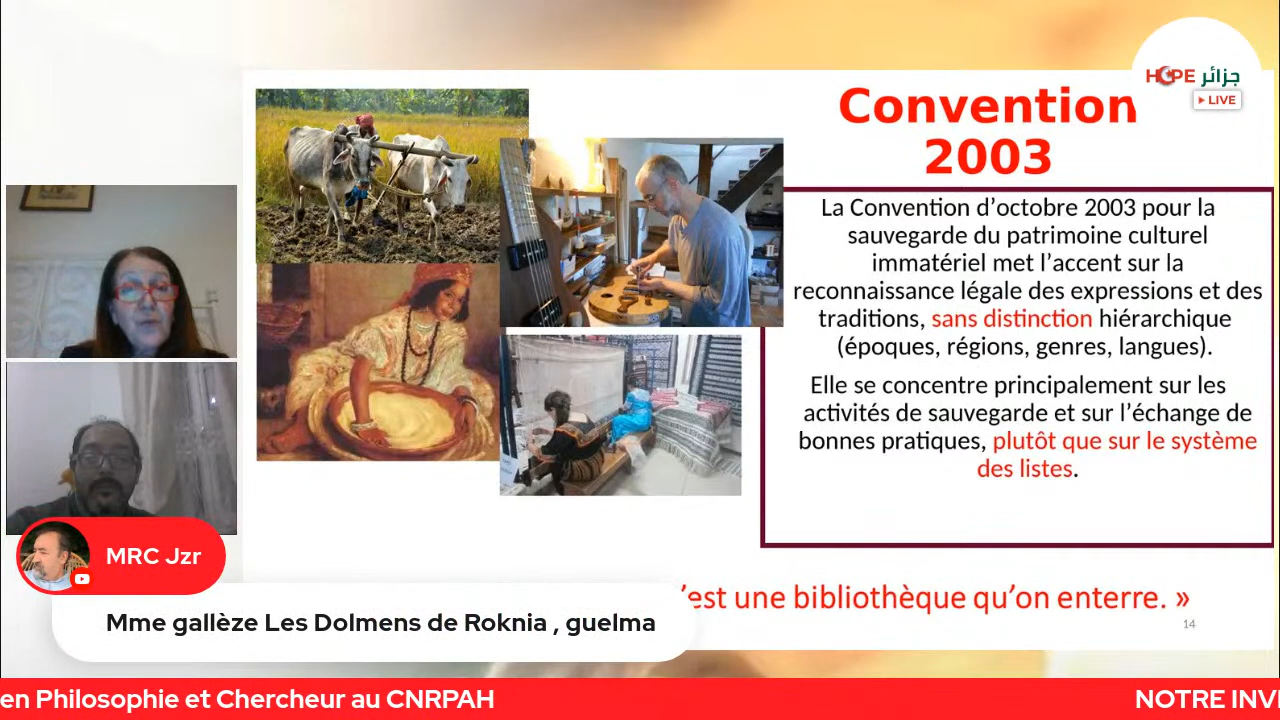 HOPE جزائر
LIVE
Convention
2003
La Convention d’octobre 2003 pour la
sauvegarde du patrimoine culturel
immatériel met l’accent sur la
reconnaissance légale des expressions et des
traditions, sans distinction hiérarchique
(époques, régions, genres, langues).
Elle se concentre principalement sur les
activités de sauvegarde et sur l’échange de
bonnes pratiques, plutôt que sur le système
des listes.
’est une bibliothèque qu’on enterre. »
14
MRC Jzr
Mme gallèze Les Dolmens de Roknia , guelma
en Philosophie et Chercheur au CNRPAH
NOTRE INVI